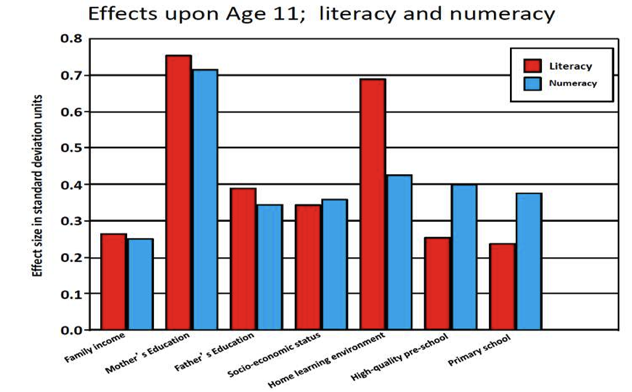 Effects upon Age 11; literacy and numeracy
Effect size in standard deviation units
0.8
0.7
0.6
0.5
0.4
0.3
0.2
0.1
0.0
Literacy
Numeracy
Family income
Mother's Education
Father's Education
Socio-economic status
Home learning environment
High-quality pre-school
Primary school